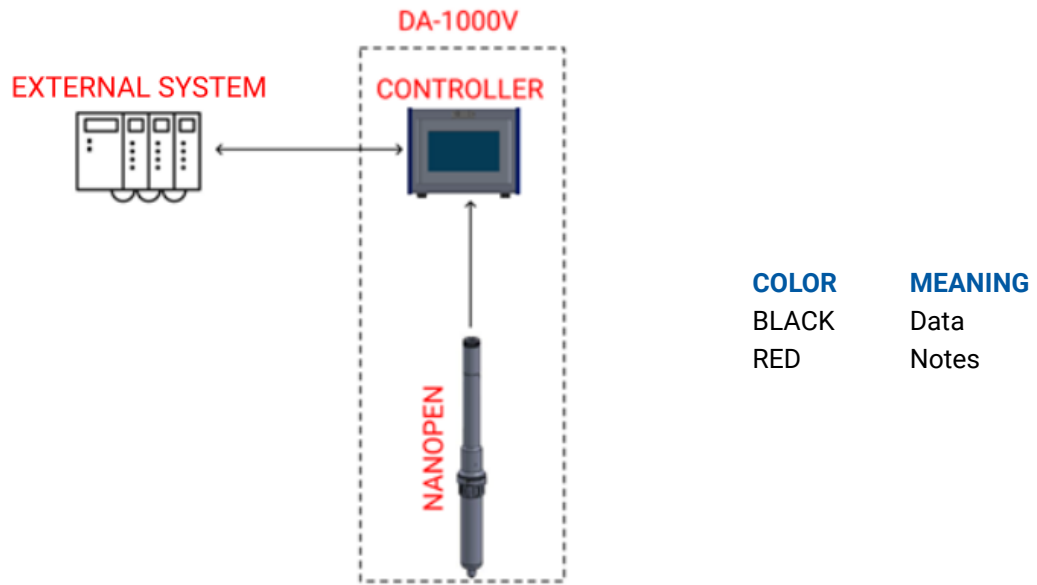 DA-1000V
EXTERNAL SYSTEM
CONTROLLER
NANOPEN
COLOR MEANING
BLACK Data
RED Notes